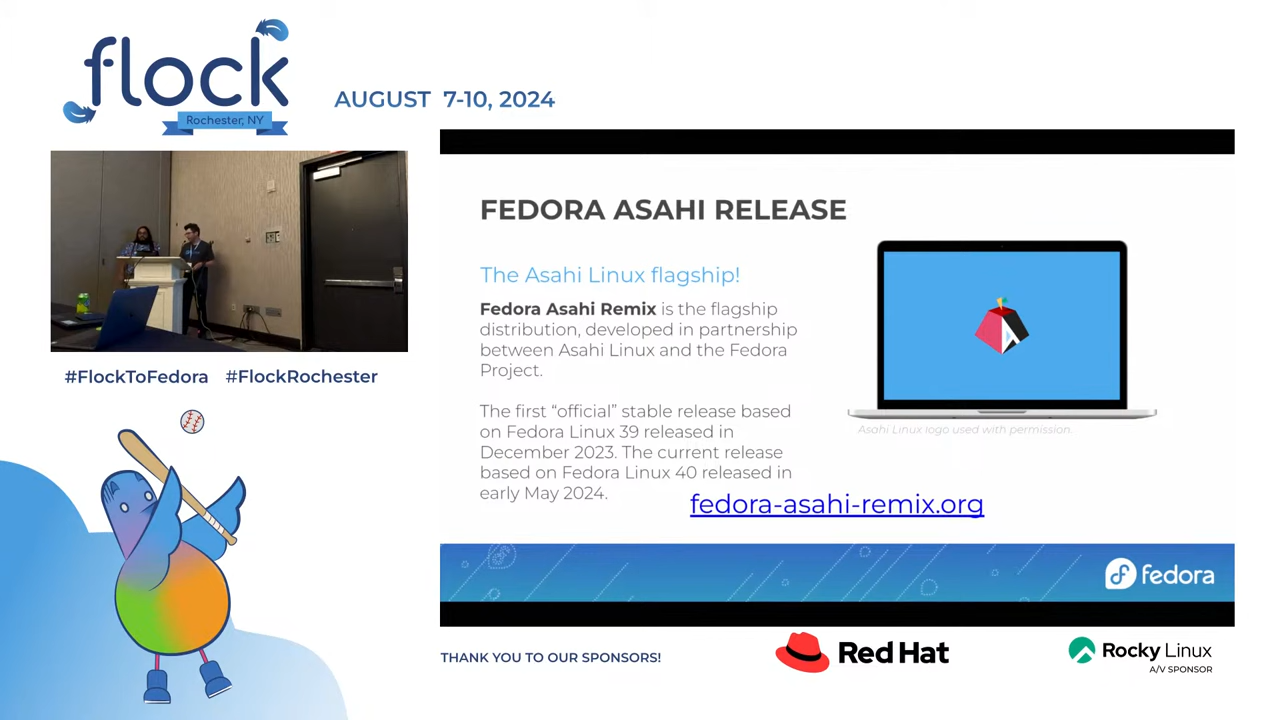 flock
Rochester, NY
AUGUST 7-10, 2024
#FlockToFedora #FlockRochester
FEDORA ASAHI RELEASE
The Asahi Linux flagship!
Fedora Asahi Remix is the flagship
distribution, developed in partnership
between Asahi Linux and the Fedora
Project.
The first “official” stable release based
on Fedora Linux 39 released in
December 2023. The current release
based on Fedora Linux 40 released in
early May 2024.
Asahi Linux logo used with permission.
fedora-asahi-remix.org
fedora
THANK YOU TO OUR SPONSORS!
Red Hat
Rocky Linux
A/V SPONSOR